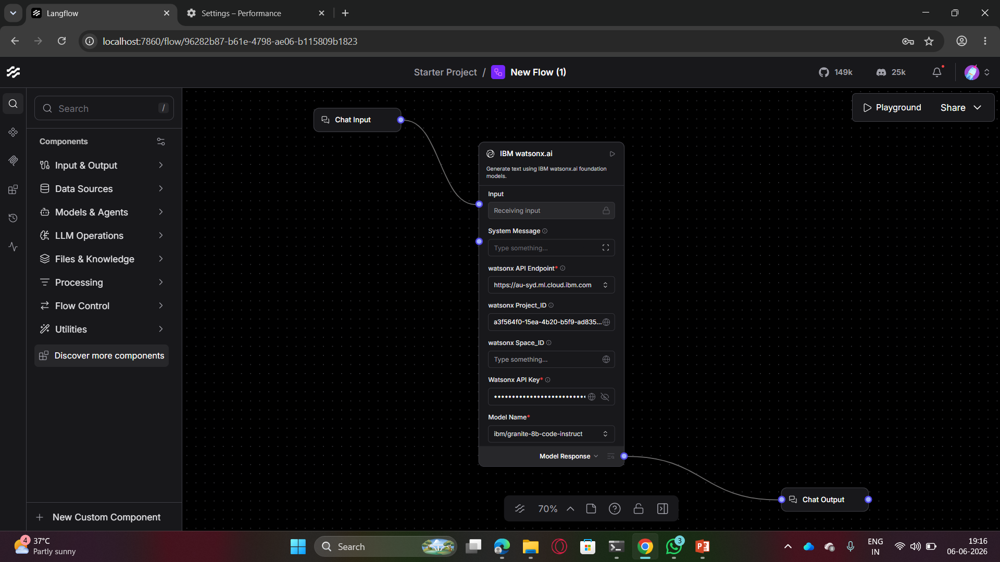 Langflow
Settings – Performance
localhost:7860/flow/96282b87-b61e-4798-ae06-b115809b1823
Starter Project / New Flow (1)
149k
25k
Search /
Components
Input & Output
Data Sources
Models & Agents
LLM Operations
Files & Knowledge
Processing
Flow Control
Utilities
Discover more components
New Custom Component
Playground
Share
Chat Input
IBM watsonx.ai
Generate text using IBM watsonx.ai foundation
models.
Input
Receiving input
System Message
Type something...
watsonx API Endpoint*
https://au-syd.ml.cloud.ibm.com
watsonx Project_ID
a3f564f0-15ea-4b20-b5f9-ad835...
watsonx Space_ID
Type something...
Watsonx API Key*
••••••••••••••••••••••••••
Model Name*
ibm/granite-8b-code-instruct
Model Response
Chat Output
70%
4
37°C
Partly sunny
Search
3
ENG
IN
19:16
06-06-2026